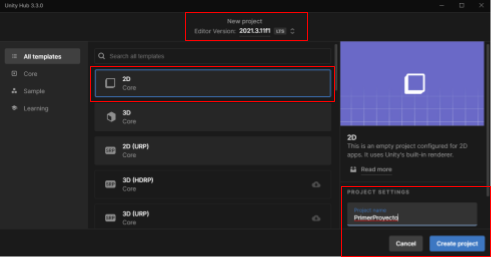 Unity Hub 3.3.0
New project
Editor Version: 2021.3.11f1 LTS
All templates
Core
Sample
Learning
Search all templates
2D
Core
3D
Core
2D (URP)
Core
3D (HDRP)
Core
3D (URP)
Core
2D
This is an empty project configured for 2D
apps. It uses Unity's built-in renderer.
Read more
PROJECT SETTINGS
Project name
PrimerProyecto
Cancel
Create project